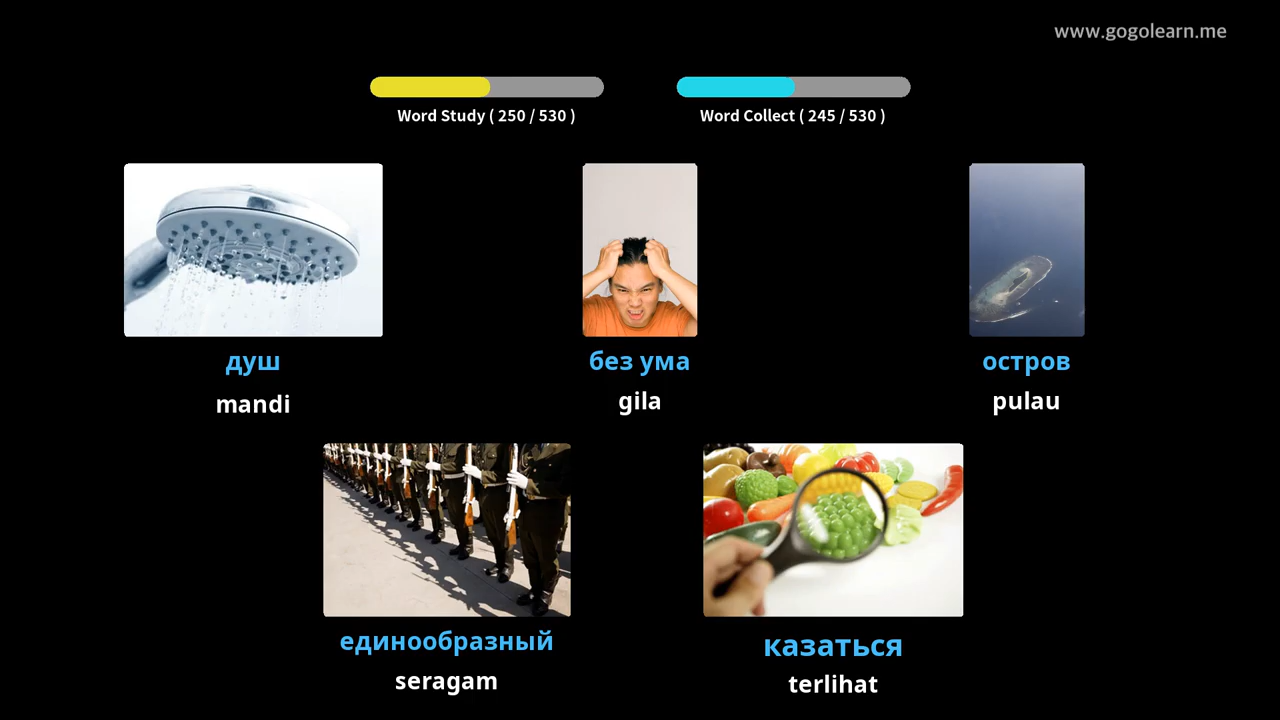 www.gogolearn.me
Word Study ( 250 / 530 )
Word Collect ( 245 / 530 )
душ
mandi
без ума
gila
остров
pulau
единообразный
seragam
казаться
terlihat